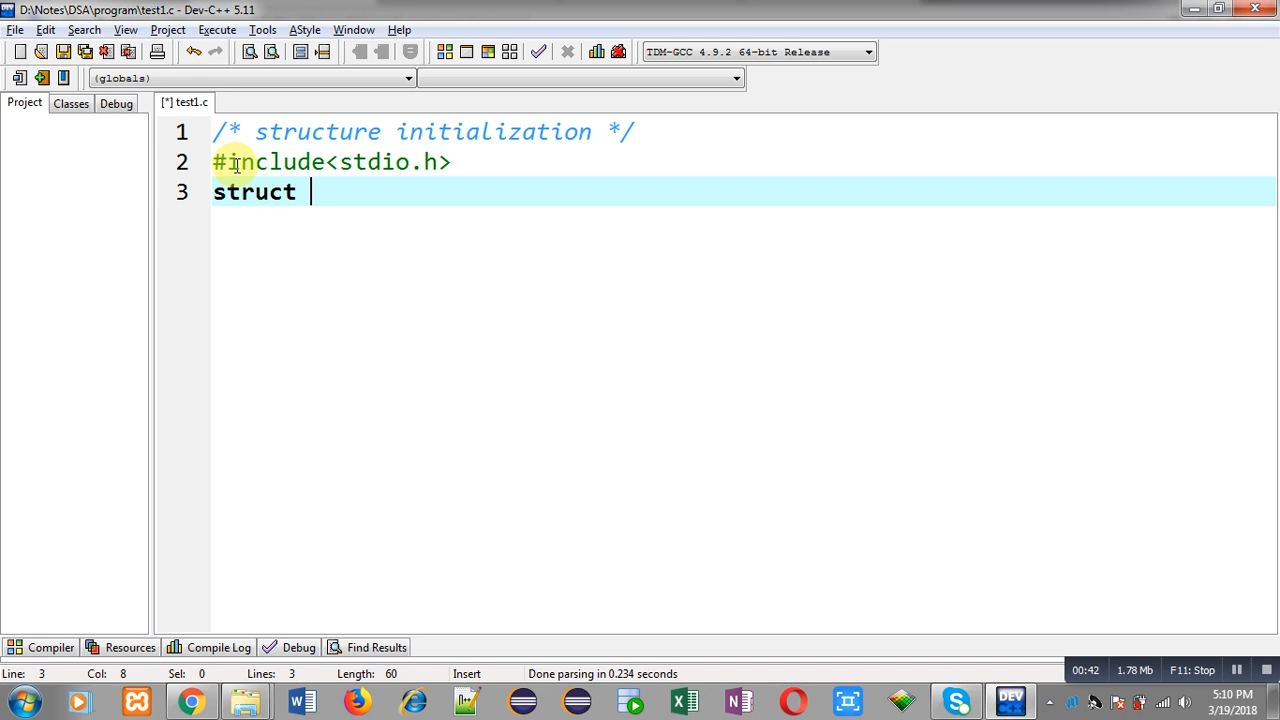 D:\Notes\DSA\program\test1.c - Dev-C++ 5.11
File Edit Search View Project Execute Tools AStyle Window Help
TDM-GCC 4.9.2 64-bit Release
(globals)
Project Classes Debug [*] test1.c
1 /* structure initialization */
2 #include<stdio.h>
3 struct
Compiler Resources Compile Log Debug Find Results
Line: 3 Col: 8 Sel: 0 Lines: 3 Length: 60 Insert Done parsing in 0.234 seconds
00:42 1.78 Mb F11: Stop
DEV
5:10 PM
3/19/2018